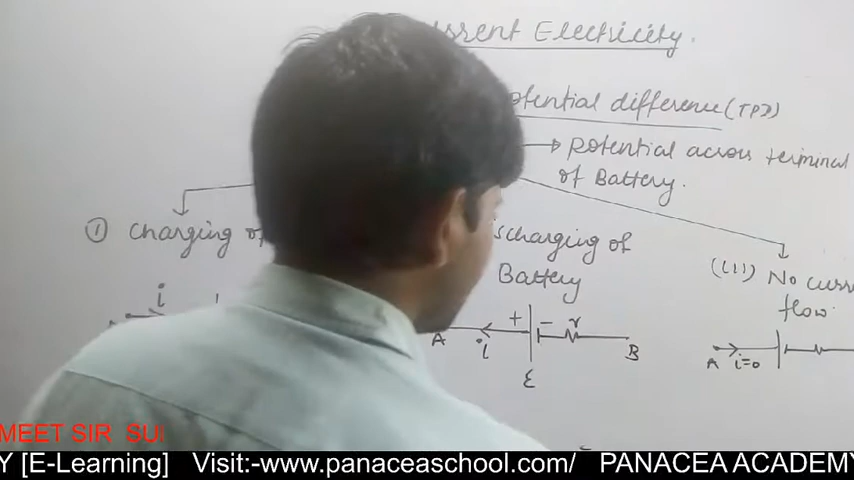 Current Electricity
Potential difference (TPD)
→ Potential across terminal
of Battery.
① Charging of
Discharging of
Battery
(iii) No curr
flow.
i
A i + - r B
ε
A i=0
MEET SIR SU
Y [E-Learning] Visit:-www.panaceaschool.com/ PANACEA ACADEMY